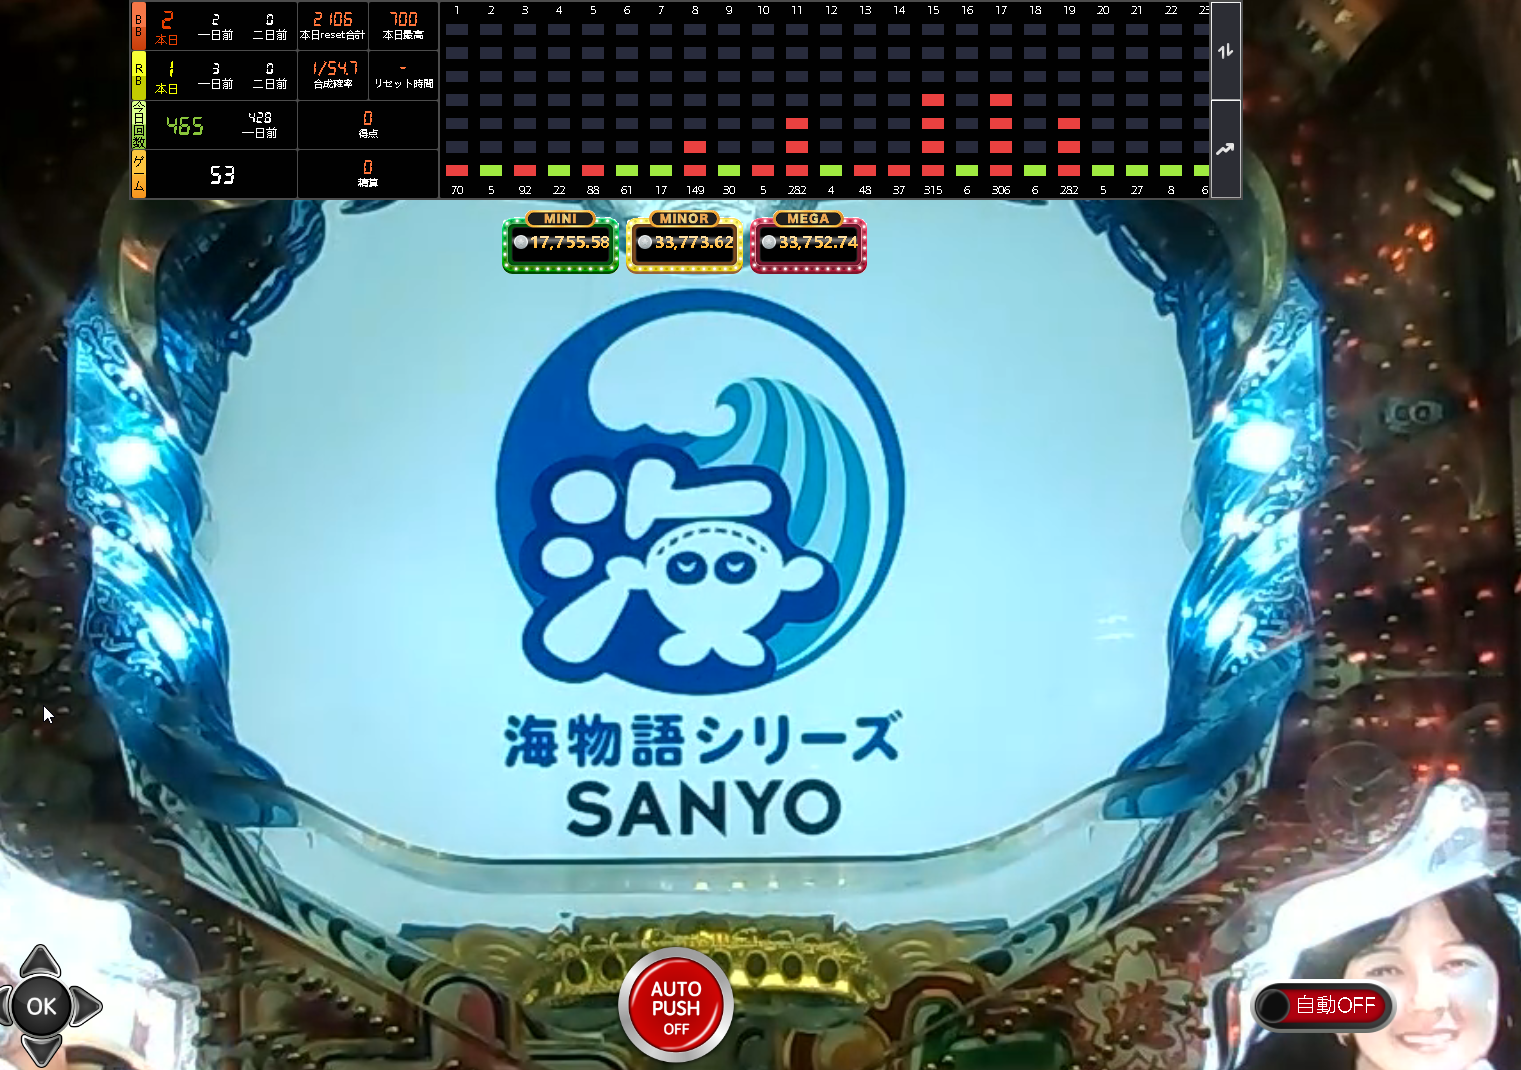 BB 2 本日 2 一日前 0 二日前 2106 本日reset合計 700 本日最高
RB 1 本日 3 一日前 0 二日前 1/54.7 合成確率 - リセット時間
今日回数 465 428 一日前 0 得点
ゲーム 53 0 精算
1 2 3 4 5 6 7 8 9 10 11 12 13 14 15 16 17 18 19 20 21 22 23
70 5 92 22 88 61 17 149 30 5 282 4 48 37 315 6 306 6 282 5 27 8 6
MINI MINOR MEGA
17,755.58 33,773.62 33,752.74
海
海物語シリーズ
SANYO
OK
AUTO
PUSH
OFF
自動OFF